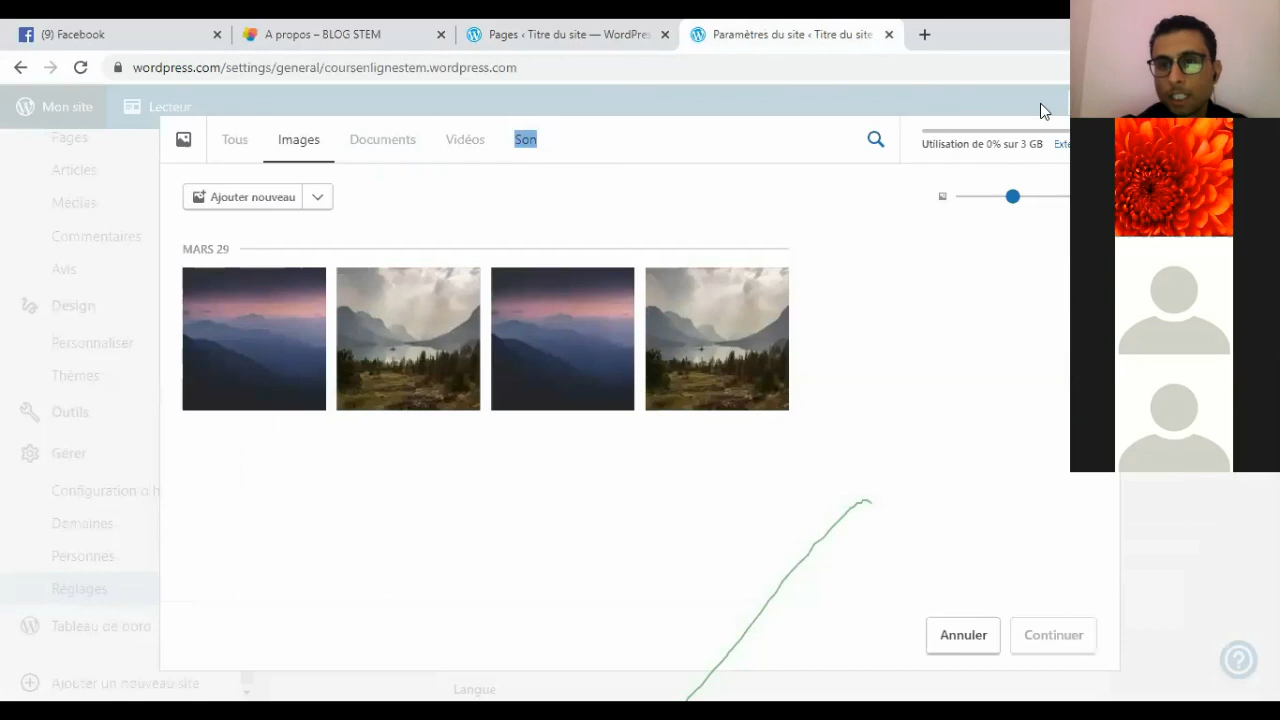 (9) Facebook
A propos – BLOG STEM
Pages ‹ Titre du site — WordPres
Paramètres du site ‹ Titre du site
wordpress.com/settings/general/coursenlignestem.wordpress.com
Mon site
Lecteur
Tous
Images
Documents
Vidéos
Son
Utilisation de 0% sur 3 GB
Exte
Ajouter nouveau
MARS 29
Pages
Articles
Médias
Commentaires
Avis
Design
Personnaliser
Thèmes
Outils
Gérer
Configuration d'h
Domaines
Personnes
Réglages
Tableau de bord
Ajouter un nouveau site
Langue
Annuler
Continuer